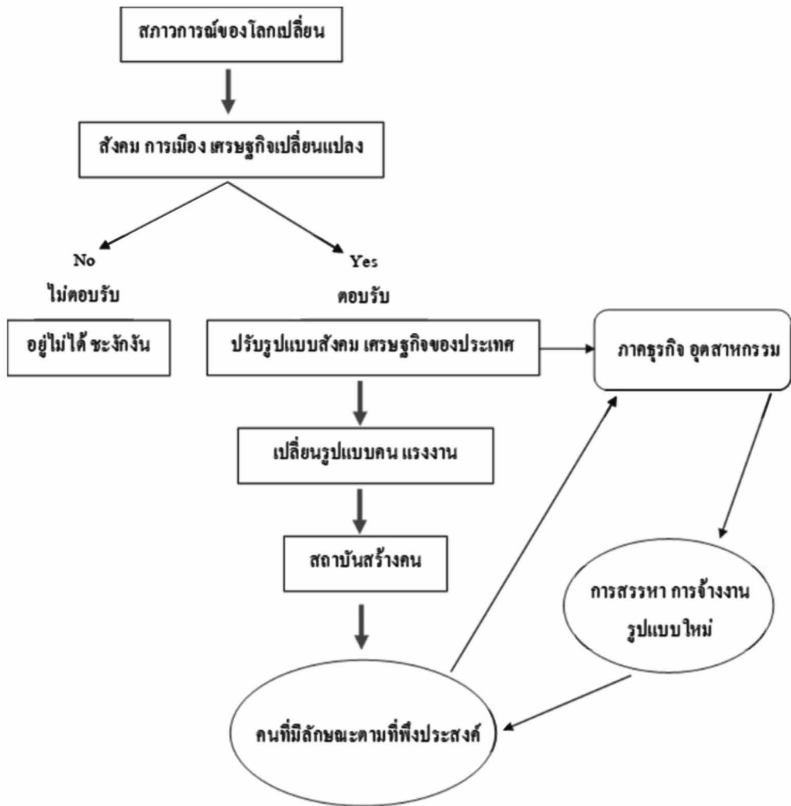 สภาวการณ์ของโลกเปลี่ยน
สังคม การเมือง เศรษฐกิจเปลี่ยนแปลง
No
Yes
ไม่ตอบรับ
ตอบรับ
อยู่ไม่ได้ ชะงักงัน
ปรับรูปแบบสังคม เศรษฐกิจของประเทศ
ภาคธุรกิจ อุตสาหกรรม
เปลี่ยนรูปแบบคน แรงงาน
สถาบันสร้างคน
การสรรหา การจ้างงาน
รูปแบบใหม่
คนที่มีลักษณะตามที่พึงประสงค์